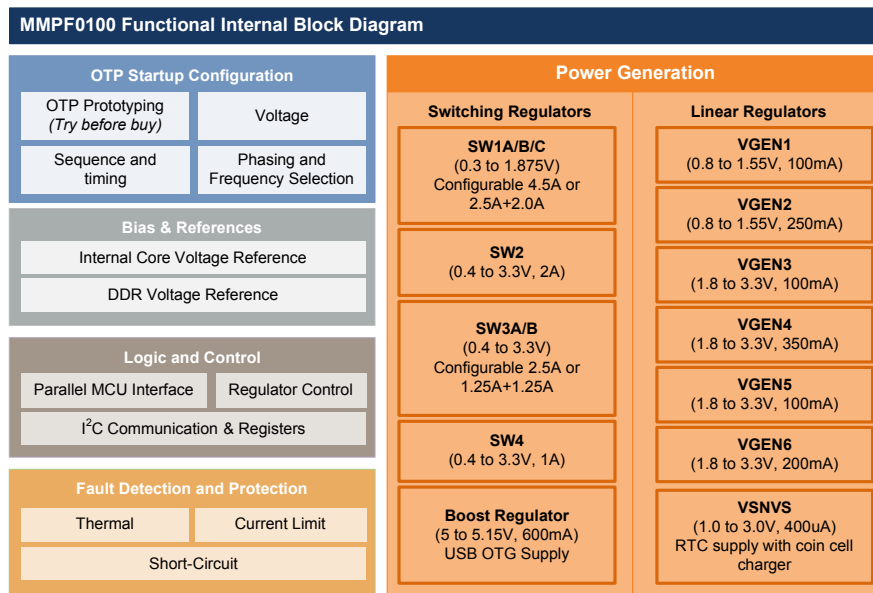 MMPF0100 Functional Internal Block Diagram
OTP Startup Configuration
OTP Prototyping
(Try before buy)
Voltage
Sequence and
timing
Phasing and
Frequency Selection
Bias & References
Internal Core Voltage Reference
DDR Voltage Reference
Logic and Control
Parallel MCU Interface
Regulator Control
I²C Communication & Registers
Fault Detection and Protection
Thermal
Current Limit
Short-Circuit
Power Generation
Switching Regulators
SW1A/B/C
(0.3 to 1.875V)
Configurable 4.5A or
2.5A+2.0A
SW2
(0.4 to 3.3V, 2A)
SW3A/B
(0.4 to 3.3V)
Configurable 2.5A or
1.25A+1.25A
SW4
(0.4 to 3.3V, 1A)
Boost Regulator
(5 to 5.15V, 600mA)
USB OTG Supply
Linear Regulators
VGEN1
(0.8 to 1.55V, 100mA)
VGEN2
(0.8 to 1.55V, 250mA)
VGEN3
(1.8 to 3.3V, 100mA)
VGEN4
(1.8 to 3.3V, 350mA)
VGEN5
(1.8 to 3.3V, 100mA)
VGEN6
(1.8 to 3.3V, 200mA)
VSNVS
(1.0 to 3.0V, 400uA)
RTC supply with coin cell
charger